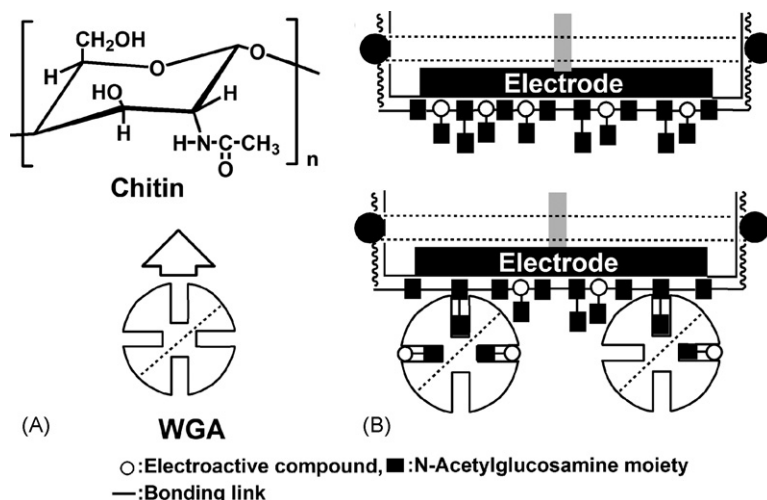 CH₂OH
O
O
H
HO
H
H
H-N-C-CH₃
O
n
Chitin
(A)
WGA
Electrode
Electrode
(B)
○:Electroactive compound, ■:N-Acetylglucosamine moiety
—:Bonding link